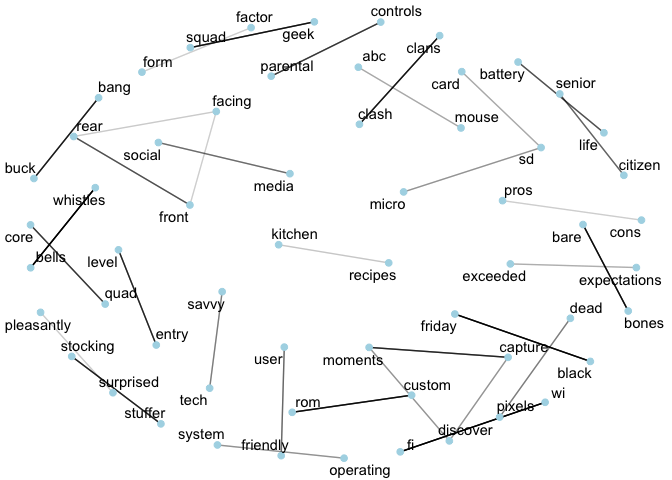 controls
factor
squad
geek
clans
abc
form
parental
battery
senior
card
bang
facing
clash
mouse
rear
life
social
sd
buck
citizen
media
micro
pros
whistles
front
cons
core
kitchen
bare
bells
level
recipes
exceeded
expectations
quad
savvy
dead
pleasantly
friday
bones
entry
stocking
user
moments
capture
black
surprised
custom
tech
rom
pixels
wi
stuffer
system
friendly
fi
discover
operating